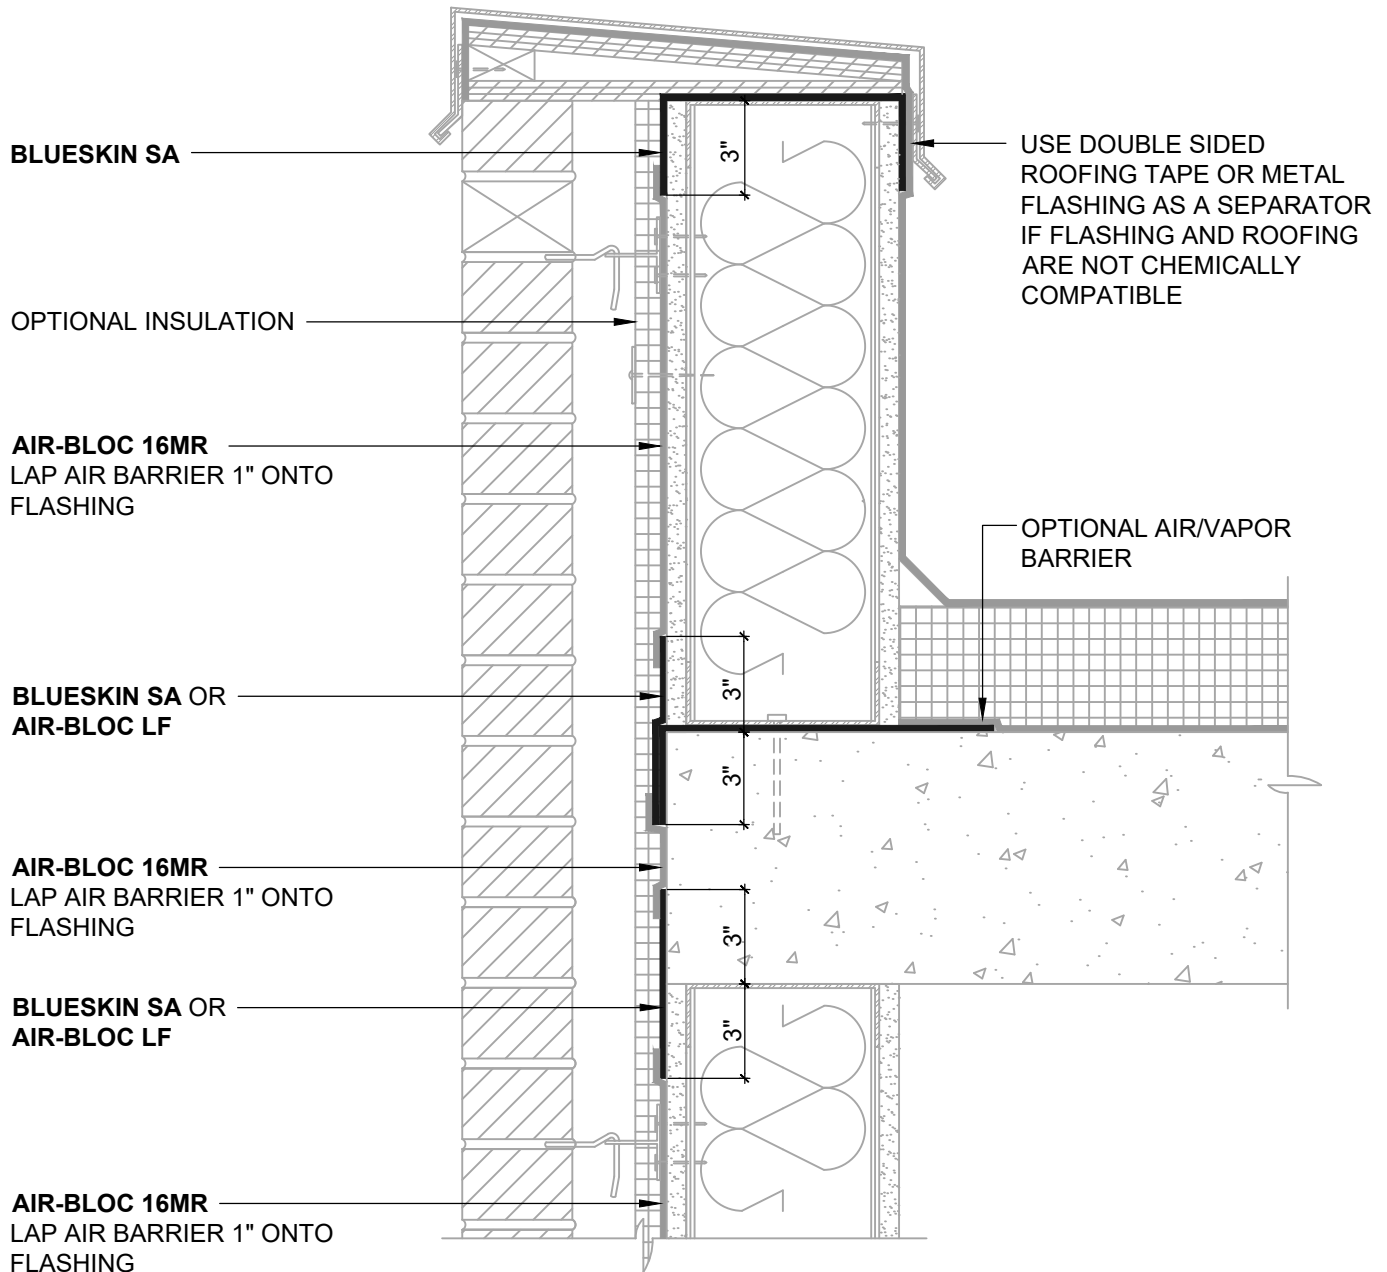 BLUESKIN SA
3"
USE DOUBLE SIDED
ROOFING TAPE OR METAL
FLASHING AS A SEPARATOR
IF FLASHING AND ROOFING
ARE NOT CHEMICALLY
COMPATIBLE
OPTIONAL INSULATION
AIR-BLOC 16MR
LAP AIR BARRIER 1" ONTO
FLASHING
OPTIONAL AIR/VAPOR
BARRIER
BLUESKIN SA OR
AIR-BLOC LF
3"
3"
AIR-BLOC 16MR
LAP AIR BARRIER 1" ONTO
FLASHING
3"
BLUESKIN SA OR
AIR-BLOC LF
3"
AIR-BLOC 16MR
LAP AIR BARRIER 1" ONTO
FLASHING